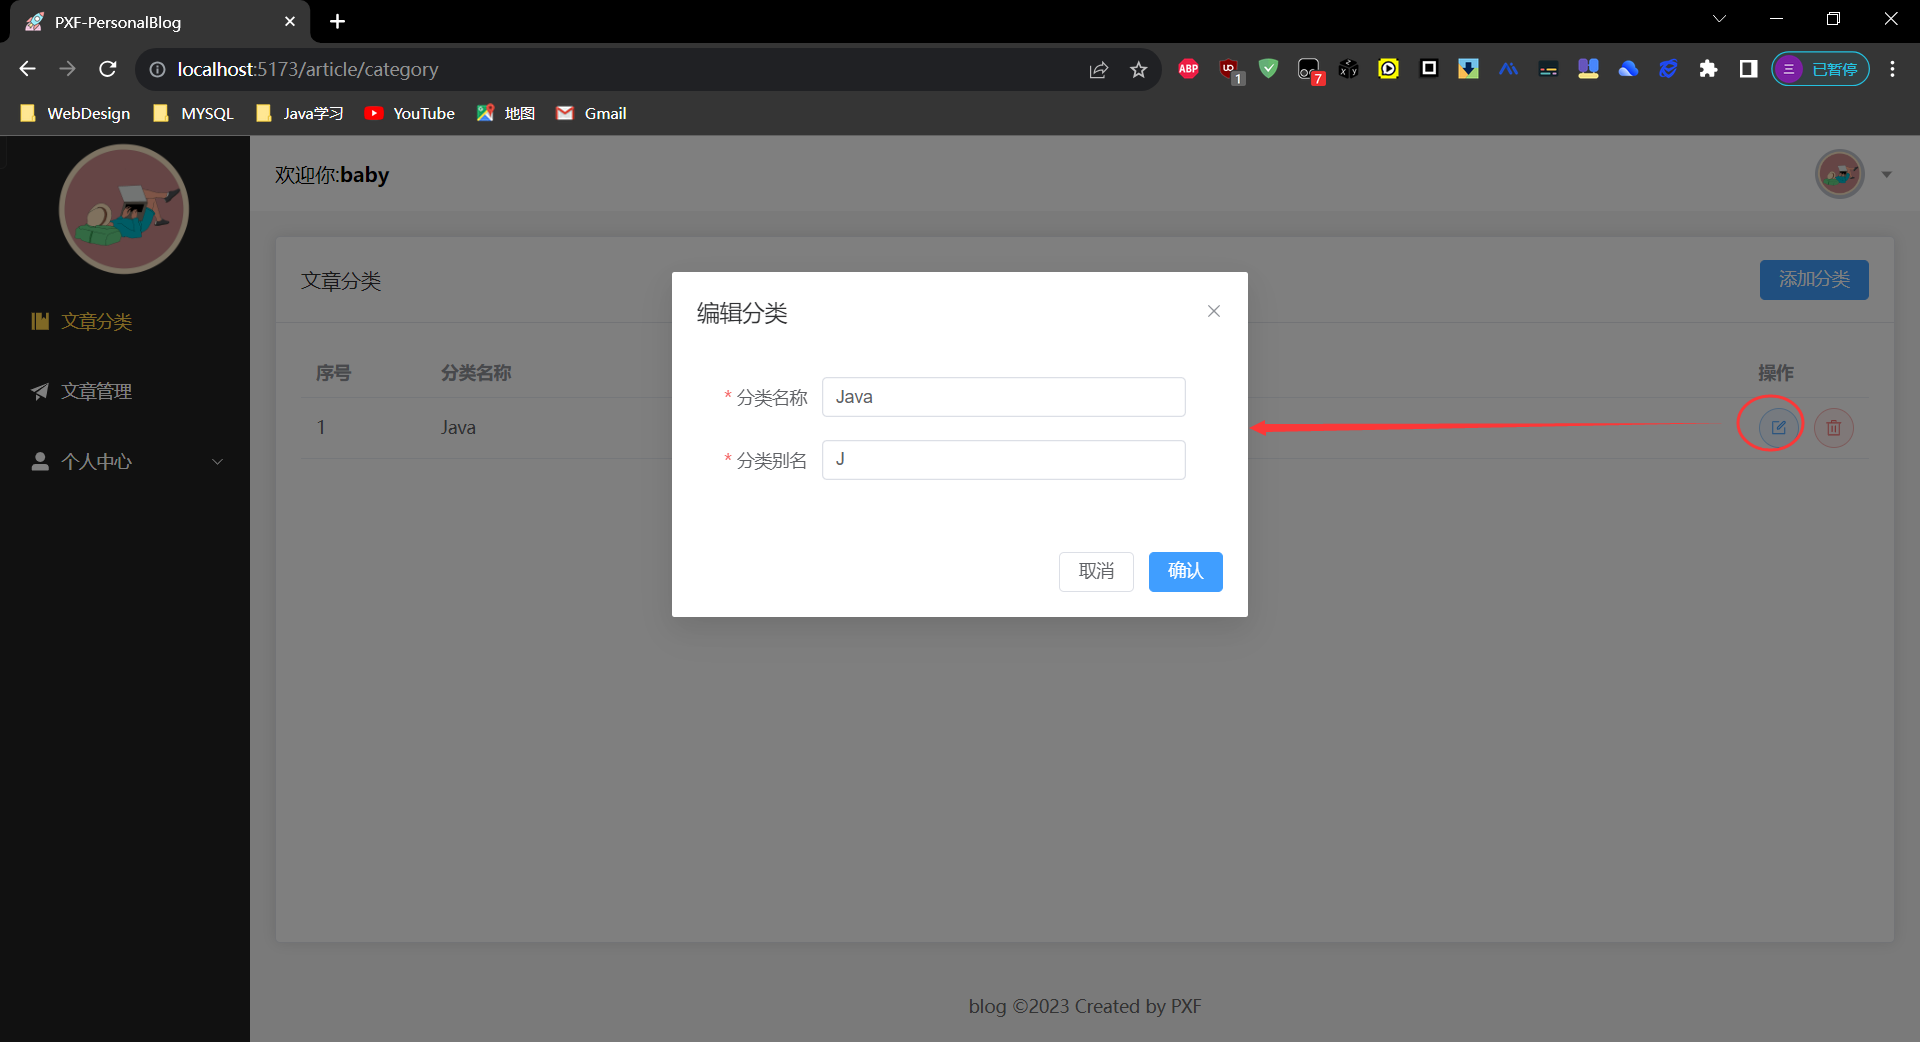 PXF-PersonalBlog
localhost:5173/article/category
ABP
UO
1
7
X Y
三
已暂停
WebDesign
MYSQL
Java学习
YouTube
地图
Gmail
欢迎你:baby
文章分类
文章管理
个人中心
文章分类
添加分类
序号
分类名称
操作
1
Java
编辑分类
* 分类名称
Java
* 分类别名
J
取消
确认
blog ©2023 Created by PXF